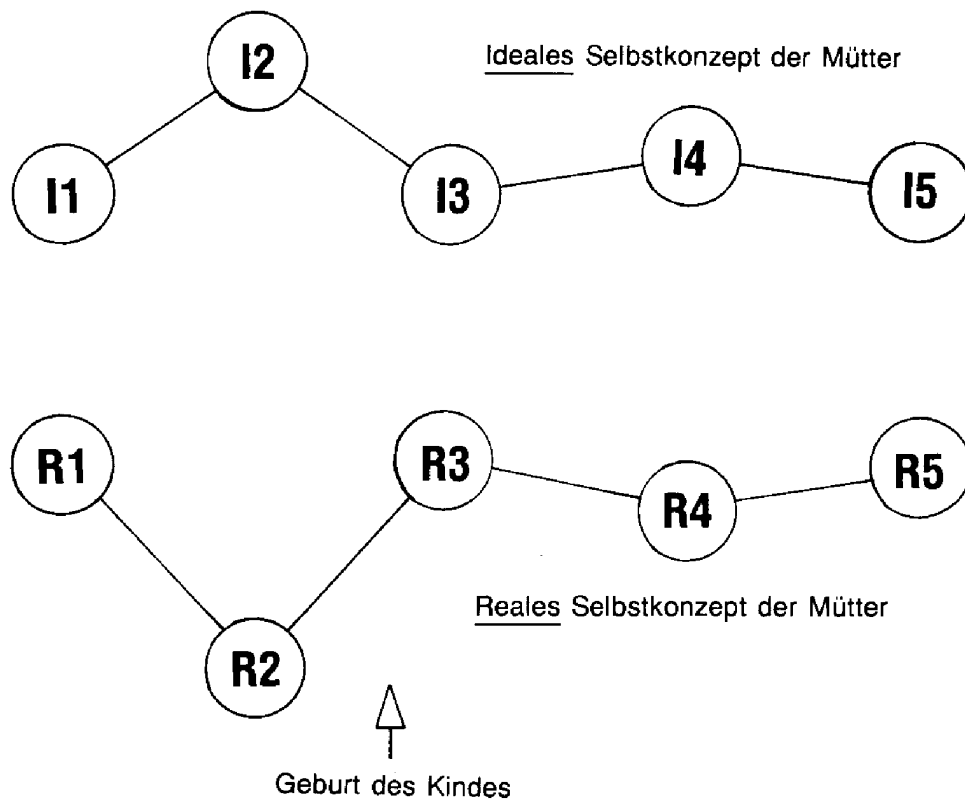 I2
Ideales Selbstkonzept der Mütter
I4
I1
I3
I5
R1
R3
R5
R4
Reales Selbstkonzept der Mütter
R2
Geburt des Kindes